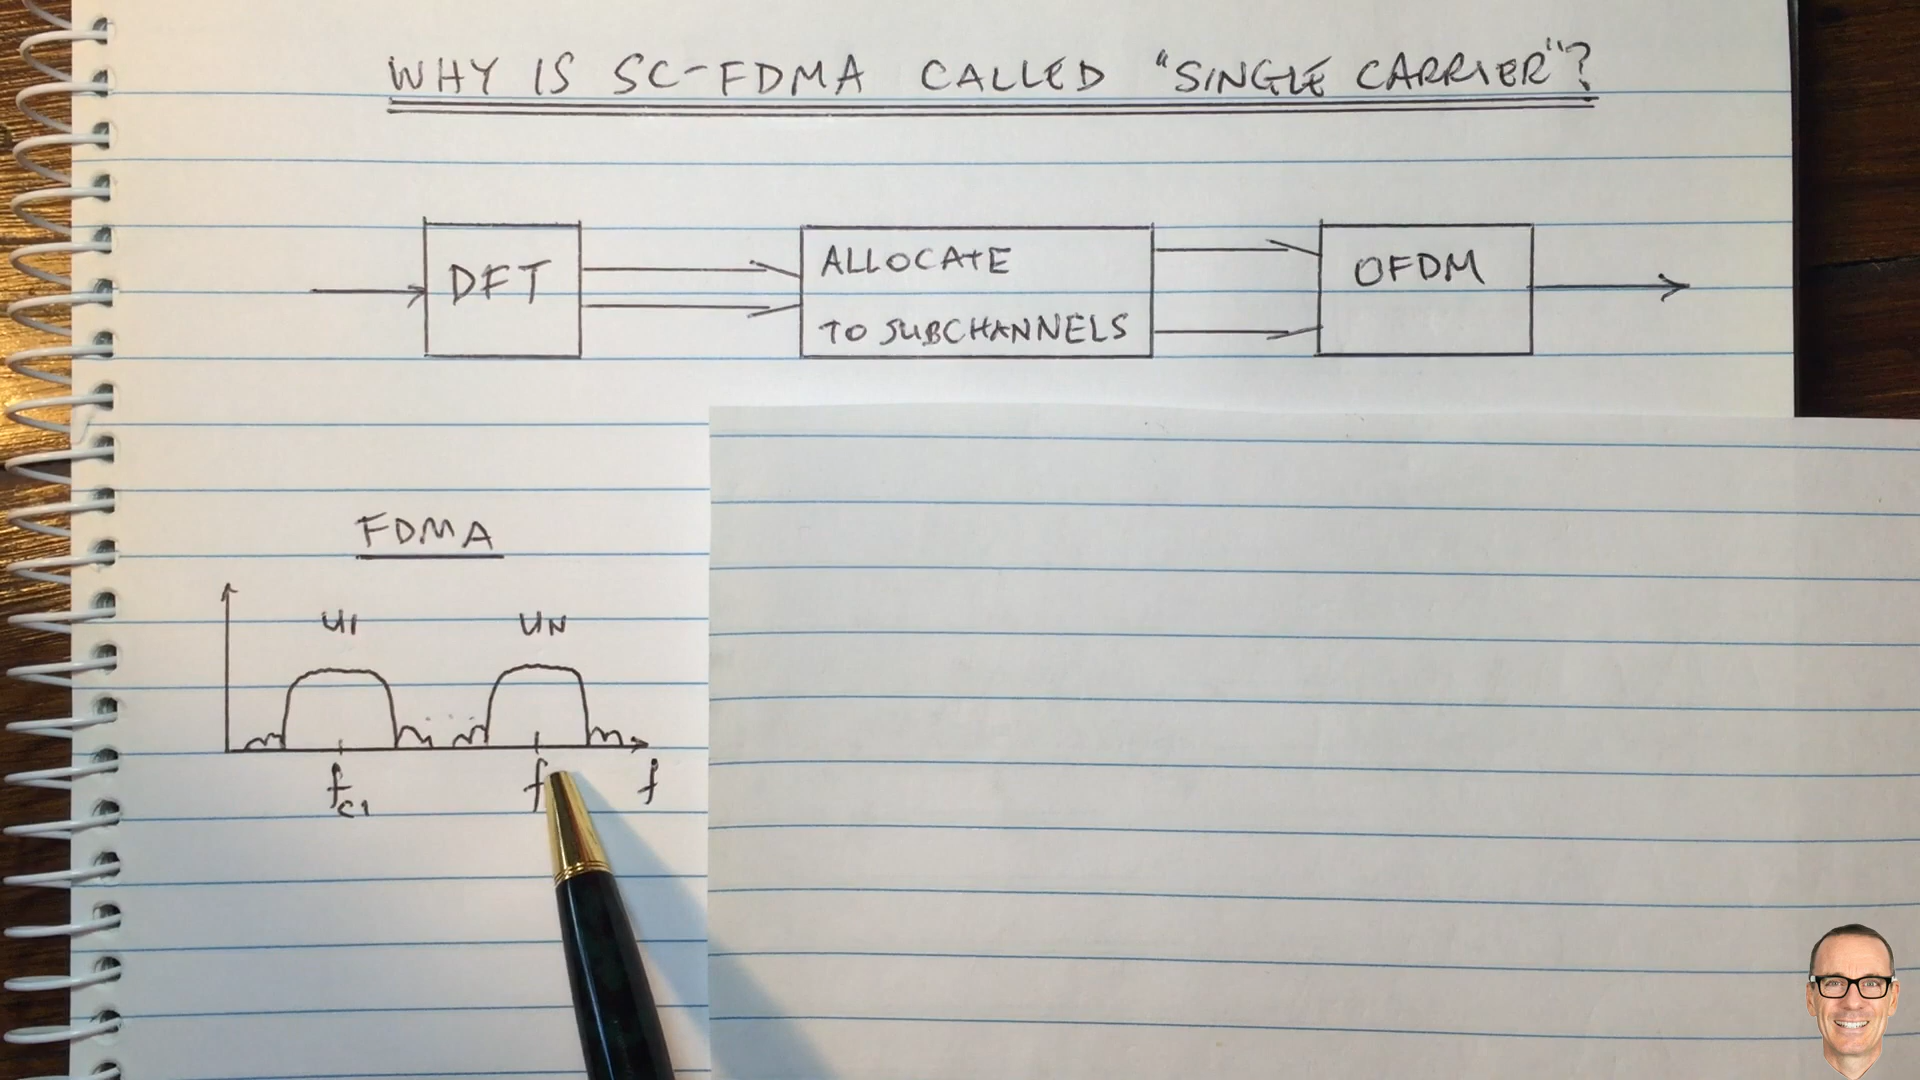 WHY IS SC-FDMA CALLED "SINGLE CARRIER"?
DFT
ALLOCATE
TO SUBCHANNELS
OFDM
FDMA
U1 UN
fc1 f f